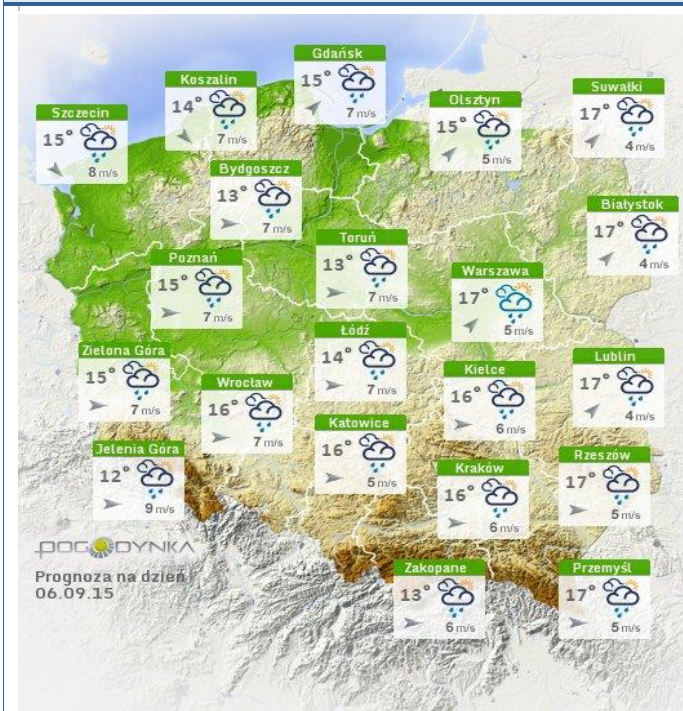 Gdańsk
15°
7 m/s
Koszalin
14°
7 m/s
Suwałki
17°
4 m/s
Olsztyn
15°
5 m/s
Szczecin
15°
8 m/s
Bydgoszcz
13°
7 m/s
Białystok
17°
4 m/s
Toruń
13°
7 m/s
Poznań
15°
7 m/s
Warszawa
17°
5 m/s
Łódź
14°
7 m/s
Zielona Góra
15°
7 m/s
Lublin
17°
4 m/s
Kielce
16°
6 m/s
Wrocław
16°
7 m/s
Katowice
16°
5 m/s
Jelenia Góra
12°
9 m/s
Rzeszów
17°
5 m/s
Kraków
16°
6 m/s
POGODYNKA
Prognoza na dzień
06.09.15
Zakopane
13°
6 m/s
Przemyśl
17°
5 m/s